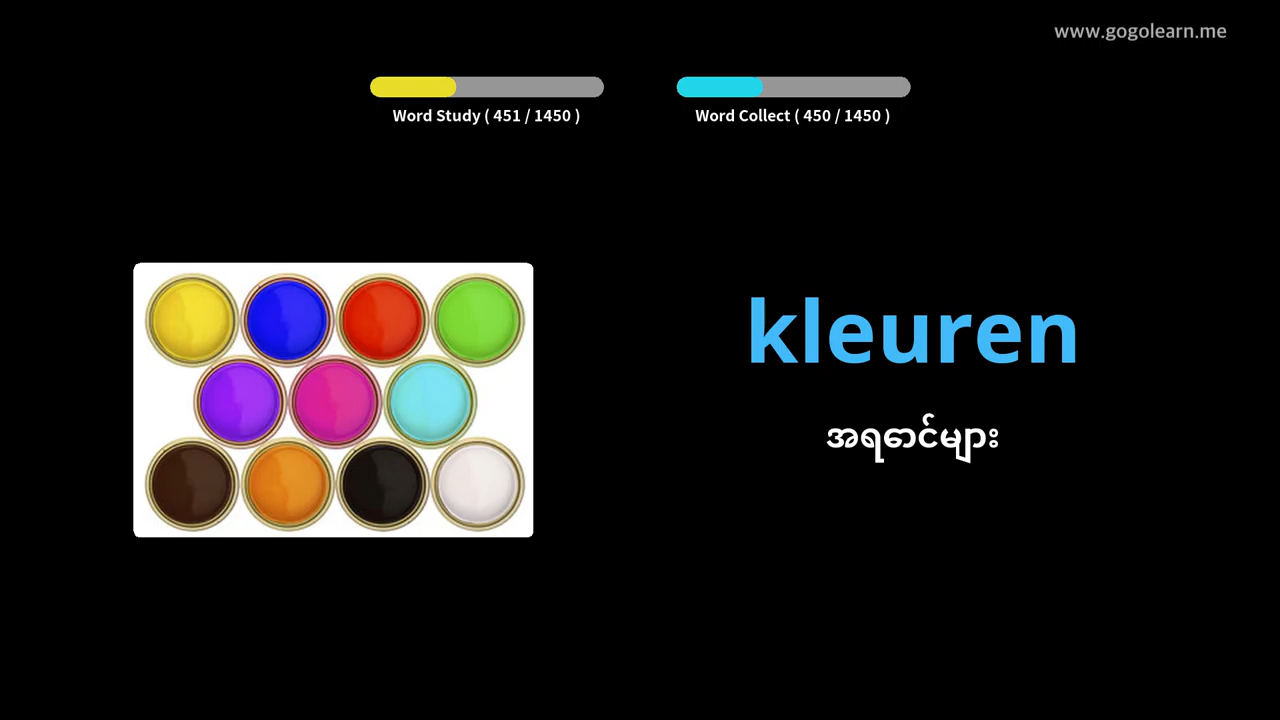 www.gogolearn.me
Word Study ( 451 / 1450 )
Word Collect ( 450 / 1450 )
kleuren
အရောင်များ